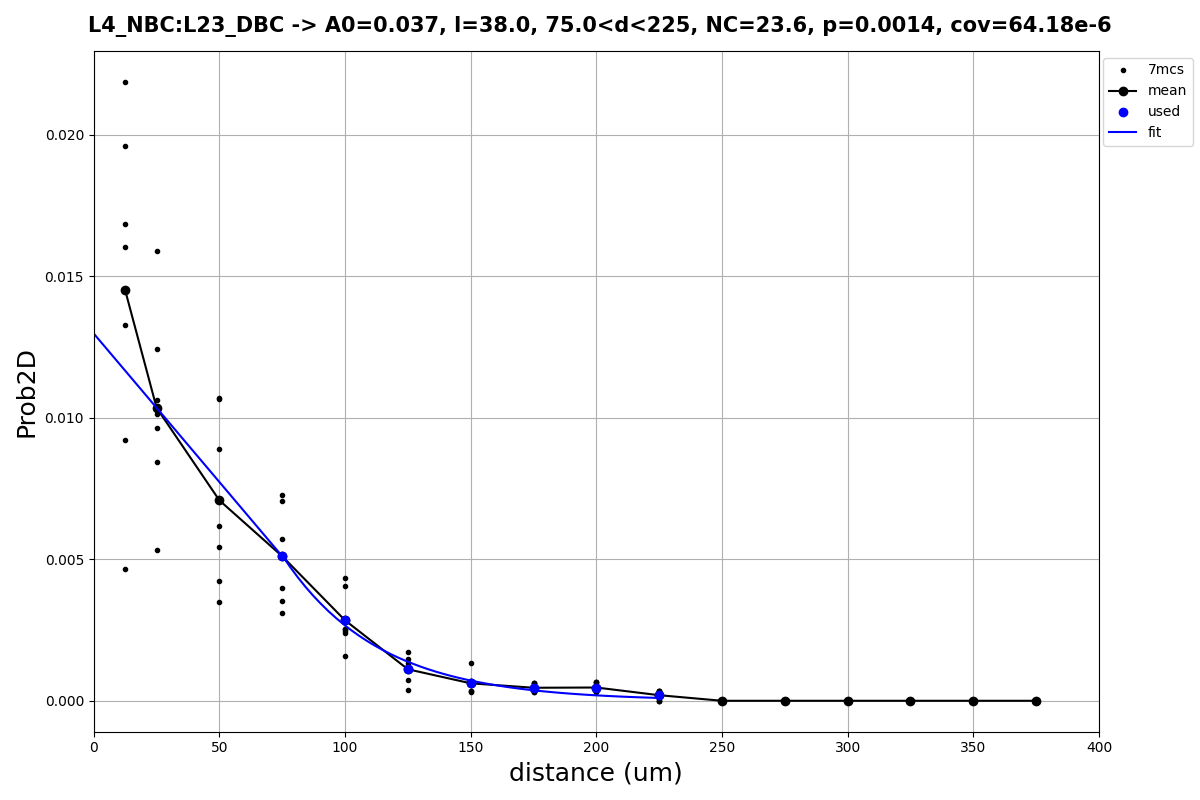 L4_NBC:L23_DBC -> A0=0.037, l=38.0, 75.0<d<225, NC=23.6, p=0.0014, cov=64.18e-6
7mcs
mean
used
fit
Prob2D
0.020
0.015
0.010
0.005
0.000
0 50 100 150 200 250 300 350 400
distance (um)